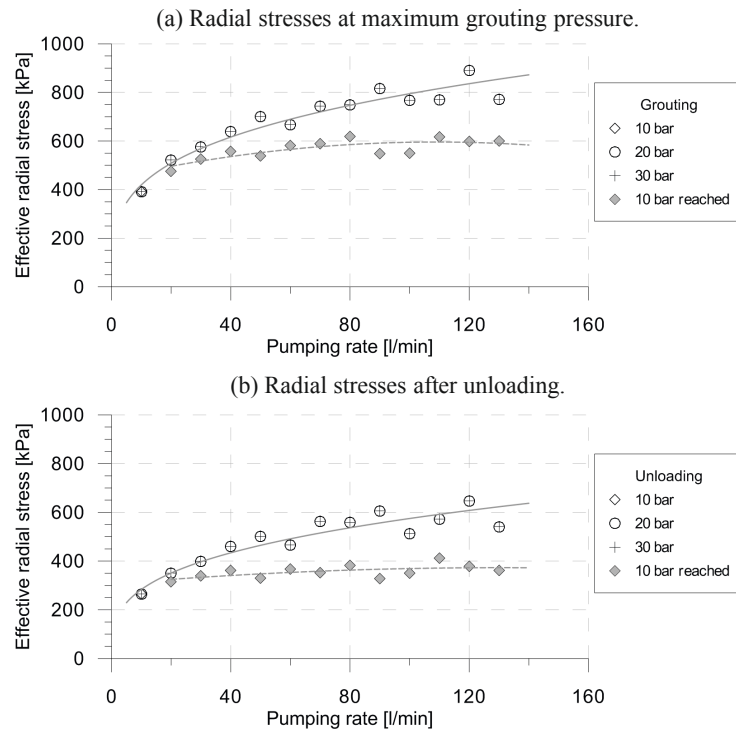 (a) Radial stresses at maximum grouting pressure.
1000
800
600
400
200
0
Effective radial stress [kPa]
0 40 80 120 160
Pumping rate [l/min]
Grouting
10 bar
20 bar
30 bar
10 bar reached
(b) Radial stresses after unloading.
1000
800
600
400
200
0
Effective radial stress [kPa]
0 40 80 120 160
Pumping rate [l/min]
Unloading
10 bar
20 bar
30 bar
10 bar reached